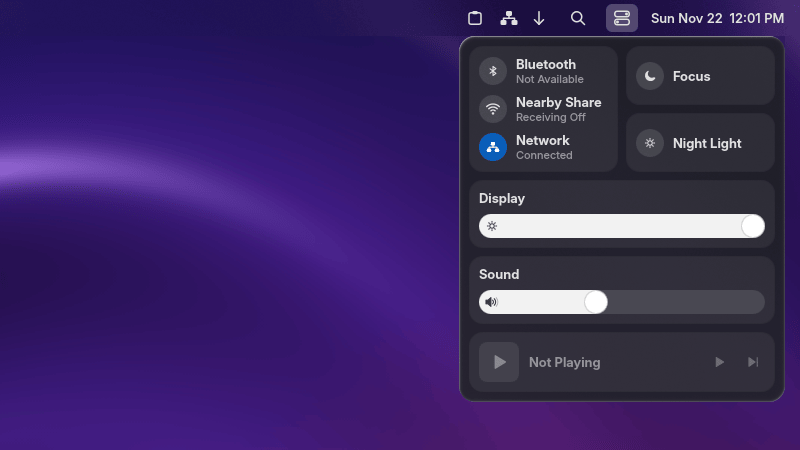 Sun Nov 22 12:01 PM
Bluetooth
Not Available
Nearby Share
Receiving Off
Network
Connected
Focus
Night Light
Display
Sound
Not Playing